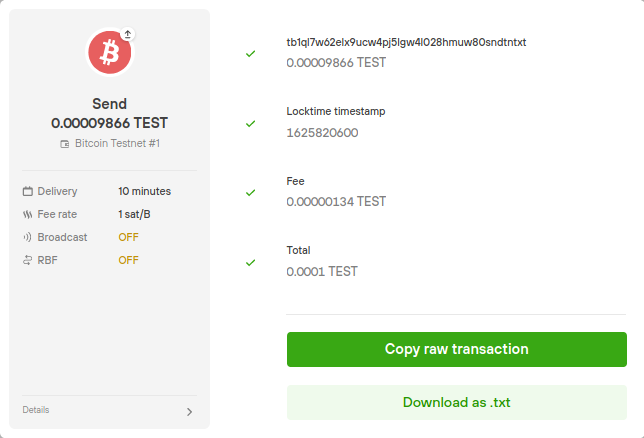 Send
0.00009866 TEST
Bitcoin Testnet #1
Delivery 10 minutes
Fee rate 1 sat/B
Broadcast OFF
RBF OFF
Details
tb1ql7w62elx9ucw4pj5lgw4l028hmuw80sndtntxt
0.00009866 TEST
Locktime timestamp
1625820600
Fee
0.00000134 TEST
Total
0.0001 TEST
Copy raw transaction
Download as .txt